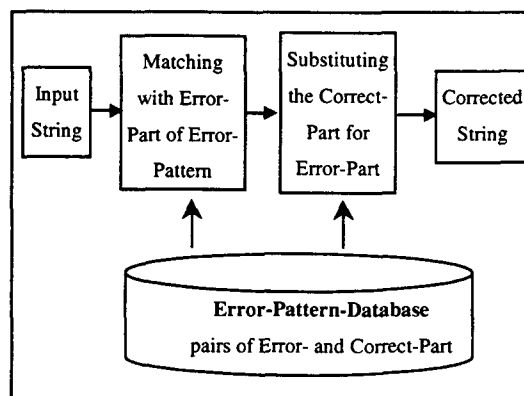 Input
String
Matching
with Error-
Part of Error-
Pattern
Substituting
the Correct-
Part for
Error-Part
Corrected
String
Error-Pattern-Database
pairs of Error- and Correct-Part